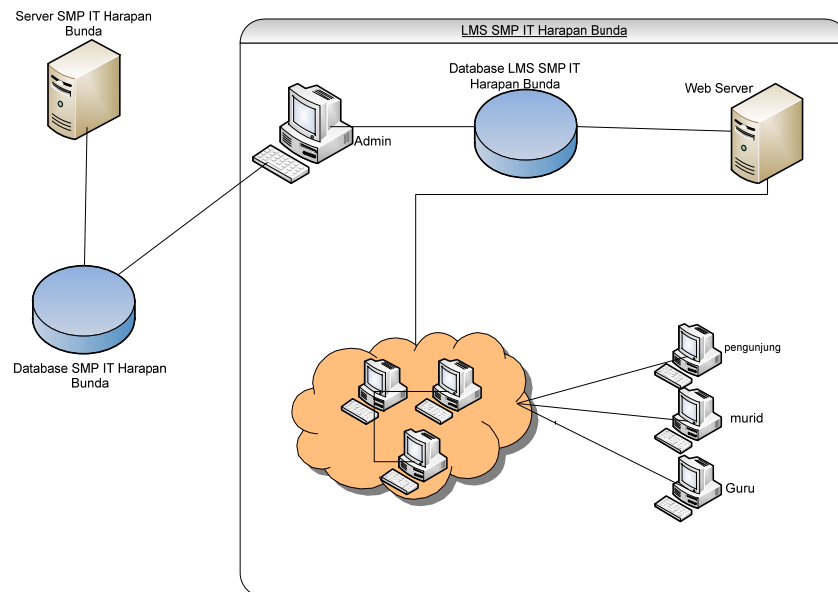 Server SMP IT Harapan
Bunda
LMS SMP IT Harapan Bunda
Database LMS SMP IT
Harapan Bunda
Web Server
Admin
Database SMP IT Harapan
Bunda
pengunjung
murid
Guru